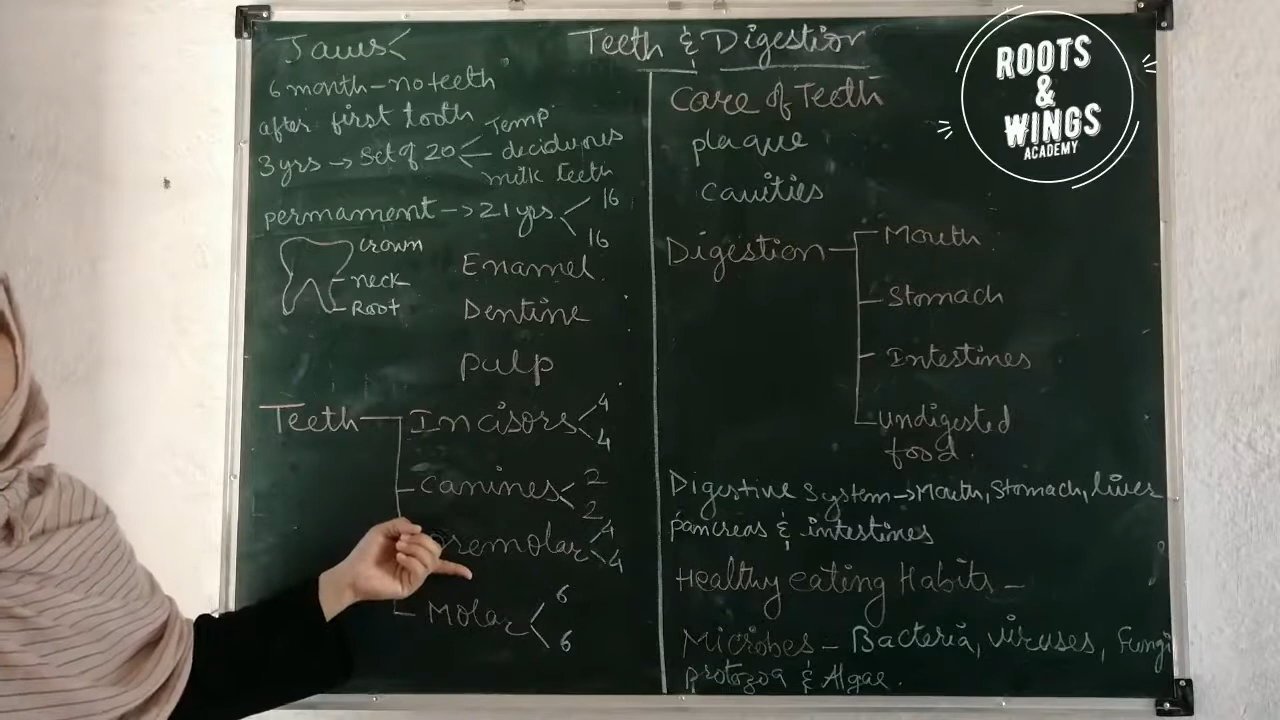 Teeth & Digestion
Jaws <
6 month - no teeth
after first tooth
3 yrs → Set of 20 < Temp
deciduous
milk teeth
permament → 21 yrs < 16
16
crown
neck
Root
Enamel
Dentine
pulp
Teeth
Incisors < 4
4
Canines < 2
2
premolar < 4
4
Molar < 6
6
Care of Teeth
plaque
cavities
Digestion
Mouth
Stomach
Intestines
undigested
food.
Digestive System → Mouth, Stomach, liver
pancreas & intestines
Healthy eating Habits -
Microbes - Bacteria, viruses, Fungi
protozoa & Algae.
ROOTS
&
WINGS
ACADEMY